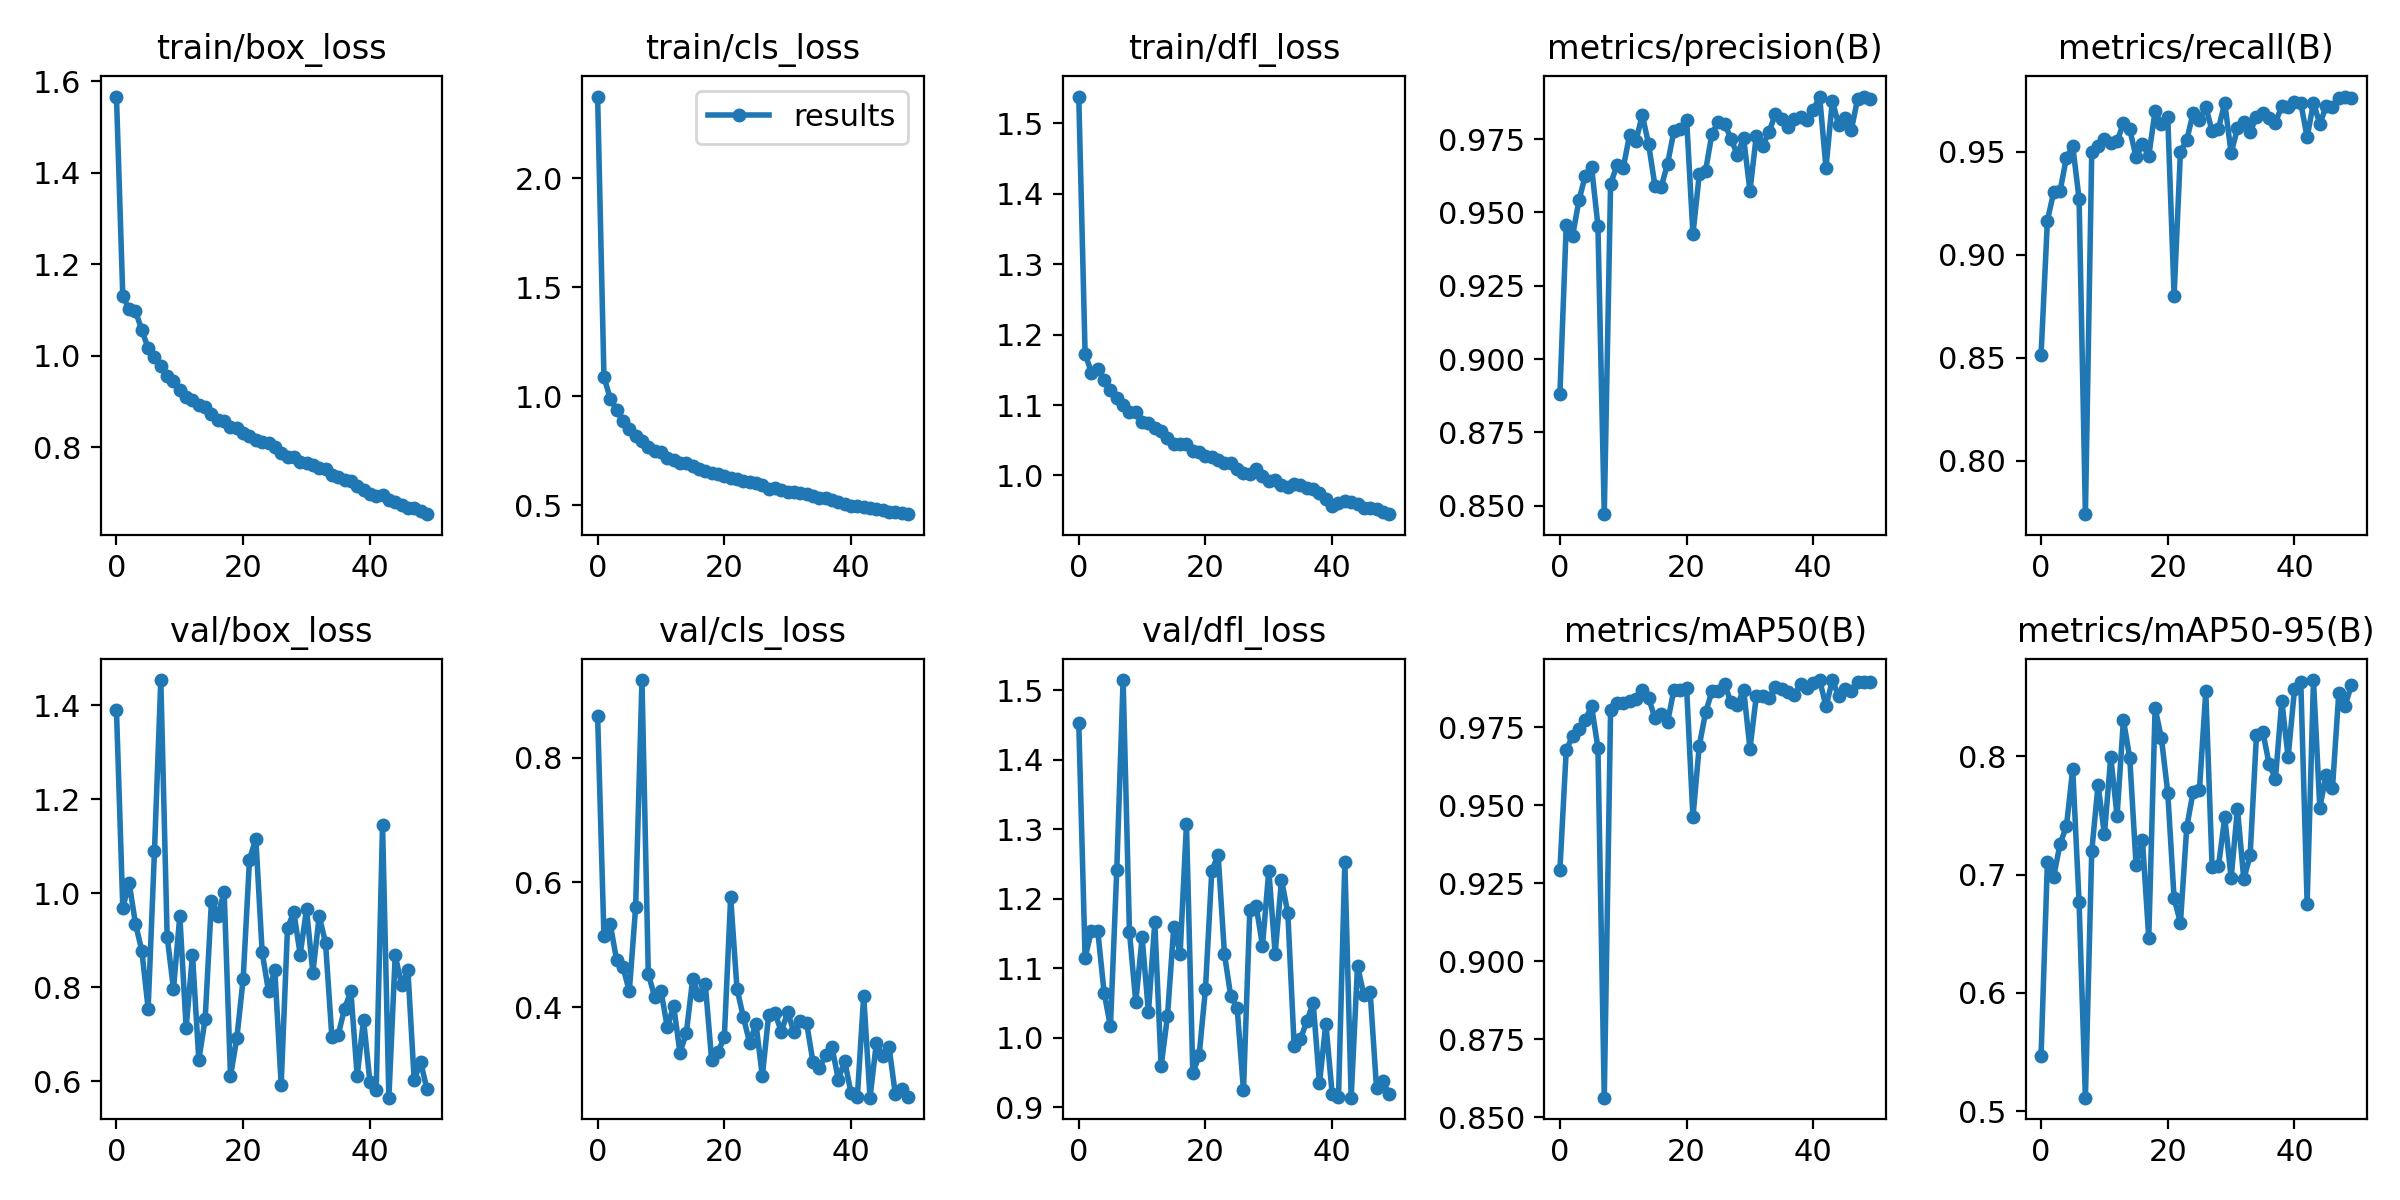 train/box_loss
1.6
1.4
1.2
1.0
0.8
0 20 40
train/cls_loss
results
2.0
1.5
1.0
0.5
0 20 40
train/dfl_loss
1.5
1.4
1.3
1.2
1.1
1.0
0 20 40
metrics/precision(B)
0.975
0.950
0.925
0.900
0.875
0.850
0 20 40
metrics/recall(B)
0.95
0.90
0.85
0.80
0 20 40
val/box_loss
1.4
1.2
1.0
0.8
0.6
0 20 40
val/cls_loss
0.8
0.6
0.4
0 20 40
val/dfl_loss
1.5
1.4
1.3
1.2
1.1
1.0
0.9
0 20 40
metrics/mAP50(B)
0.975
0.950
0.925
0.900
0.875
0.850
0 20 40
metrics/mAP50-95(B)
0.8
0.7
0.6
0.5
0 20 40